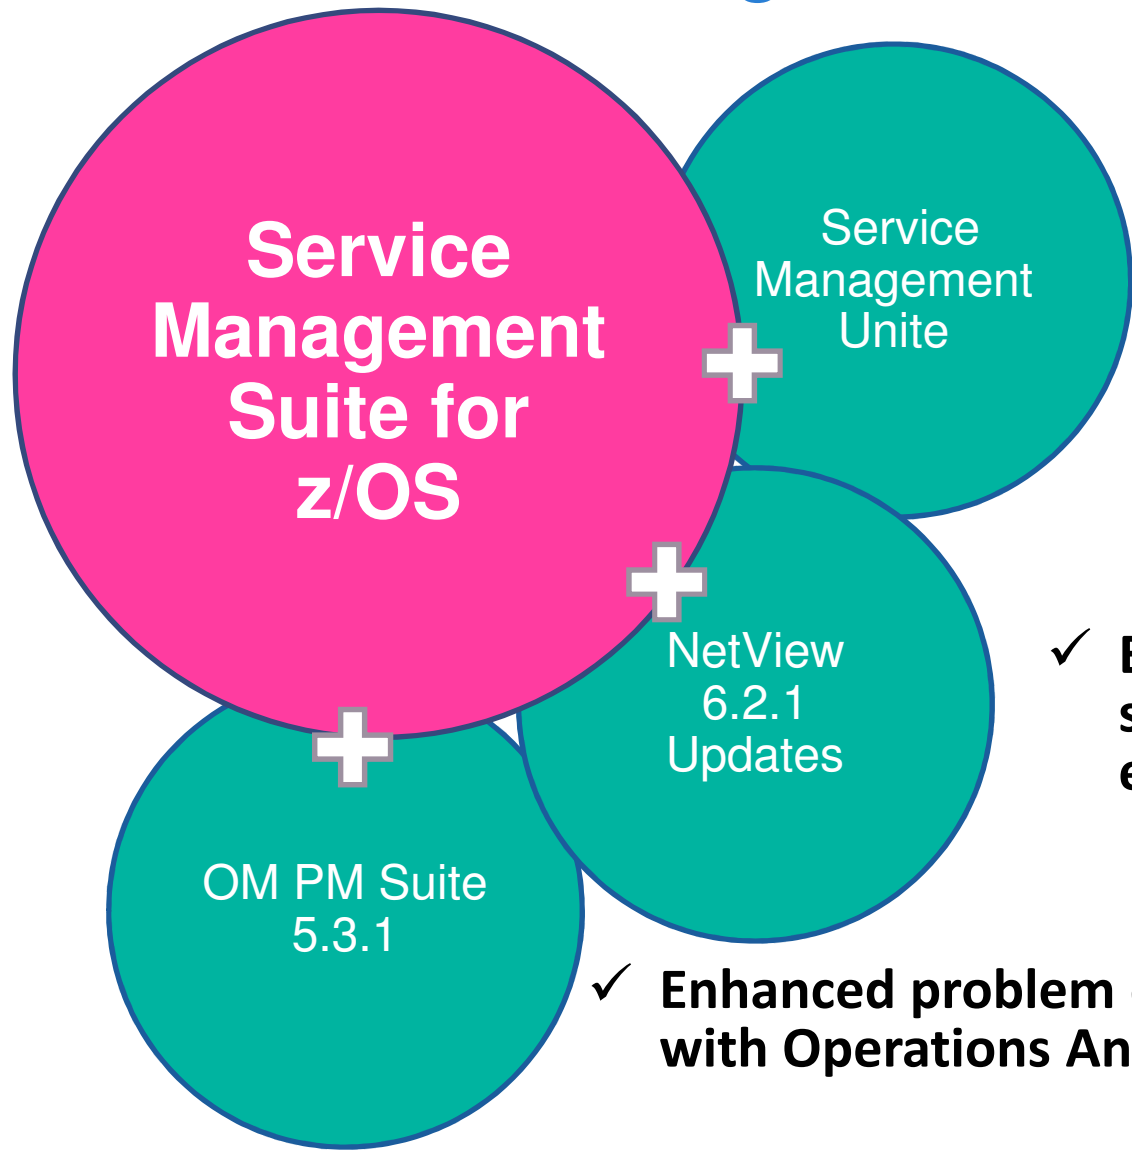 Service
Management
Suite for
z/OS
Service
Management
Unite
NetView
6.2.1
Updates
OM PM Suite
5.3.1
✓ Enhanced problem
with Operations